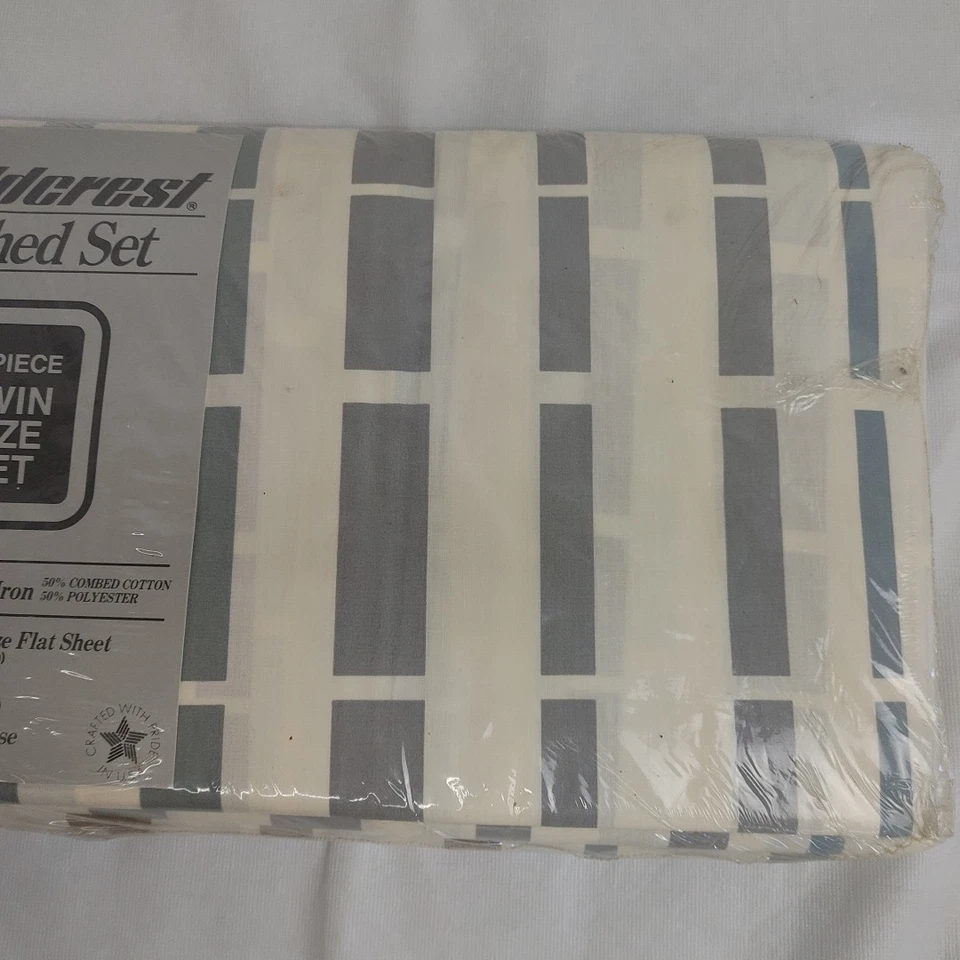 ldcrest®
hed Set
PIECE
WIN
ZE
ET
Iron 50% COMBED COTTON
50% POLYESTER
ze Flat Sheet
)
se
CRAFTED WITH PRIDE